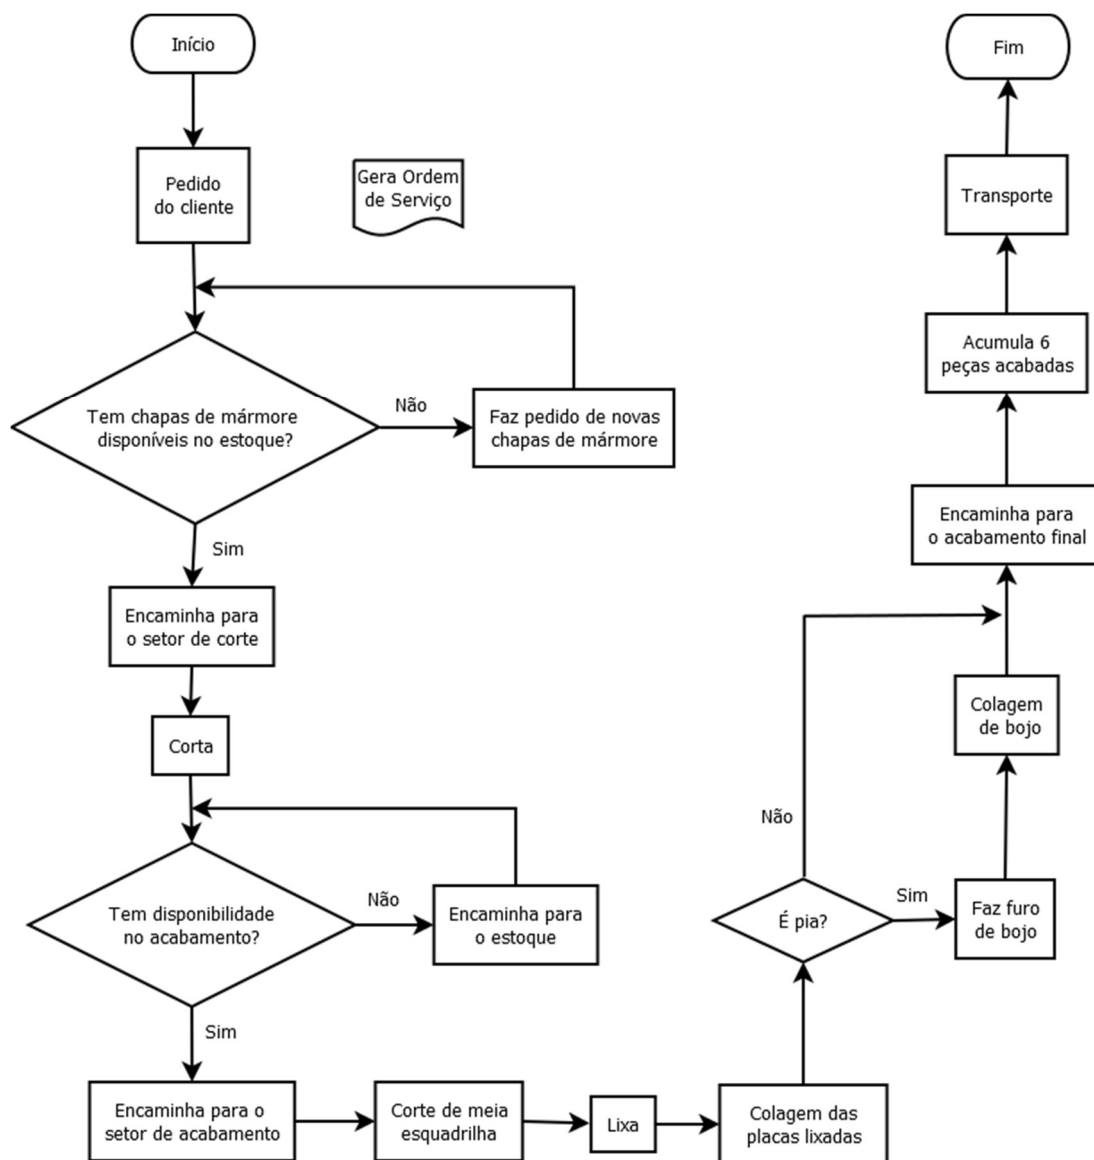 Início
Pedido
do cliente
Gera Ordem
de Serviço
Tem chapas de mármore
disponíveis no estoque?
Não
Faz pedido de novas
chapas de mármore
Sim
Encaminha para
o setor de corte
Corta
Tem disponibilidade
no acabamento?
Não
Encaminha para
o estoque
Sim
Encaminha para o
setor de acabamento
Corte de meia
esquadrilha
Lixa
Colagem das
placas lixadas
É pia?
Não
Sim
Faz furo
de bojo
Colagem
de bojo
Encaminha para
o acabamento final
Acumula 6
peças acabadas
Transporte
Fim